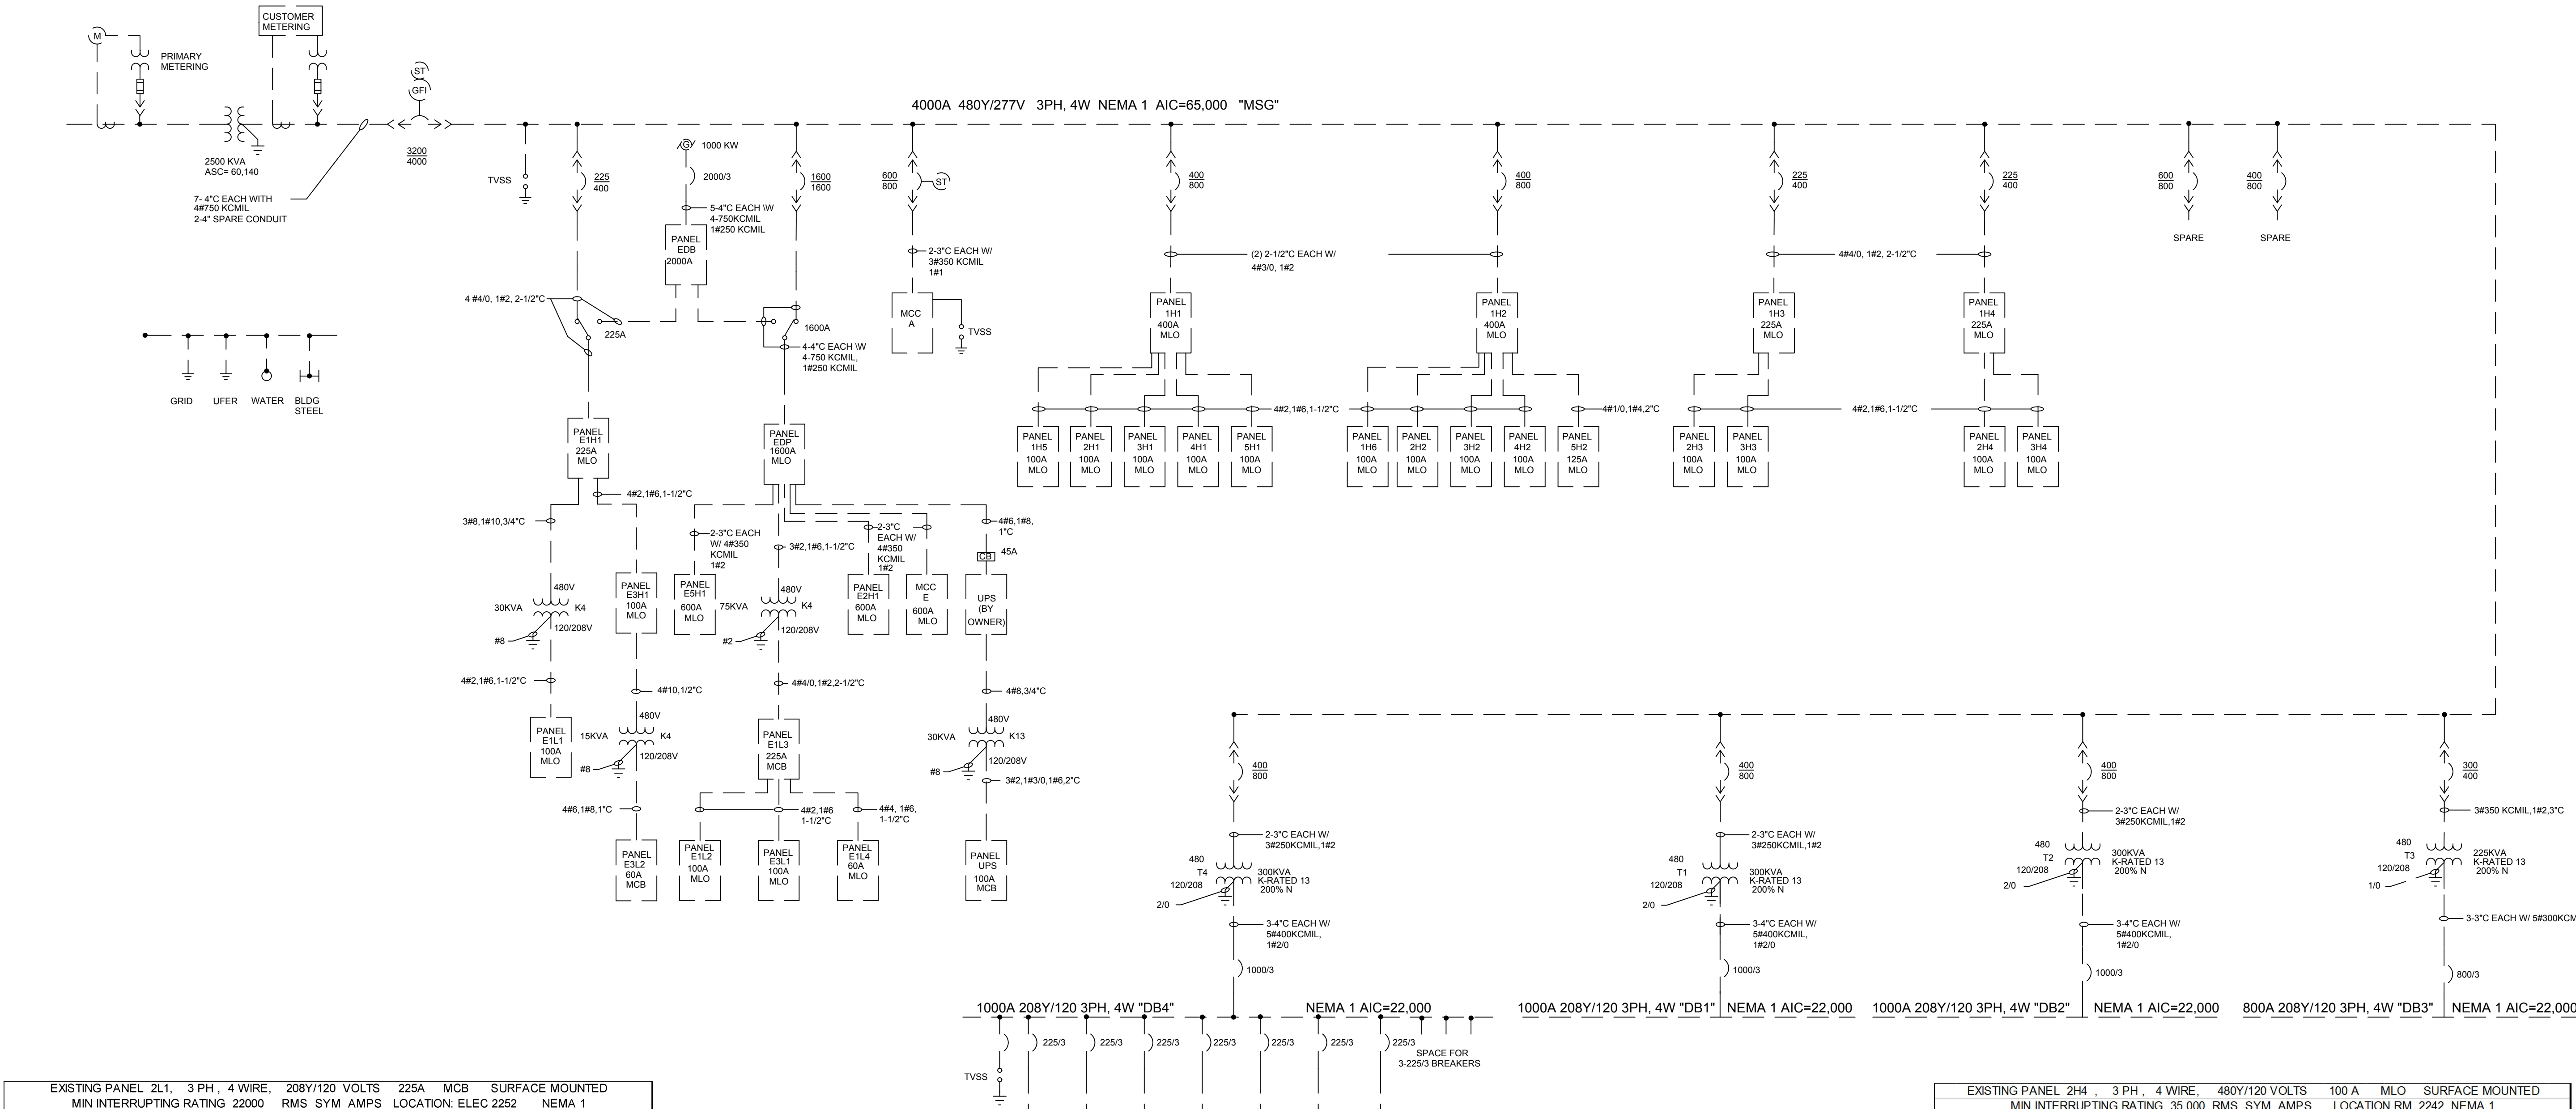 CUSTOMER
METERING
M
PRIMARY
METERING
ST
GFI
3200
4000
2500 KVA
ASC= 60,140
7- 4"C EACH WITH
4#750 KCMIL
2-4" SPARE CONDUIT
4000A 480Y/277V 3PH, 4W NEMA 1 AIC=65,000 "MSG"
TVSS
225
400
G
1000 KW
2000/3
1600
1600
600
800
ST
400
800
400
800
225
400
225
400
600
800
400
800
SPARE
SPARE
5-4"C EACH \W
4-750KCMIL
1#250 KCMIL
PANEL
EDB
2000A
2-3"C EACH W/
3#350 KCMIL
1#1
(2) 2-1/2"C EACH W/
4#3/0, 1#2
4#4/0, 1#2, 2-1/2"C
4 #4/0, 1#2, 2-1/2"C
225A
1600A
4-4"C EACH \W
4-750 KCMIL,
1#250 KCMIL
MCC
A
TVSS
PANEL
1H1
400A
MLO
PANEL
1H2
400A
MLO
PANEL
1H3
225A
MLO
PANEL
1H4
225A
MLO
GRID
UFER
WATER
BLDG
STEEL
4#2,1#6,1-1/2"C
4#1/0,1#4,2"C
4#2,1#6,1-1/2"C
PANEL
E1H1
225A
MLO
PANEL
EDP
1600A
MLO
PANEL
1H5
100A
MLO
PANEL
2H1
100A
MLO
PANEL
3H1
100A
MLO
PANEL
4H1
100A
MLO
PANEL
5H1
100A
MLO
PANEL
1H6
100A
MLO
PANEL
2H2
100A
MLO
PANEL
3H2
100A
MLO
PANEL
4H2
100A
MLO
PANEL
5H2
125A
MLO
PANEL
2H3
100A
MLO
PANEL
3H3
100A
MLO
PANEL
2H4
100A
MLO
PANEL
3H4
100A
MLO
4#2,1#6,1-1/2"C
3#8,1#10,3/4"C
2-3"C EACH
W/ 4#350
KCMIL
1#2
3#2,1#6,1-1/2"C
2-3"C
EACH W/
4#350
KCMIL
1#2
4#6,1#8,
1"C
CB
45A
480V
30KVA
K4
120/208V
#8
PANEL
E3H1
100A
MLO
PANEL
E5H1
600A
MLO
480V
75KVA
K4
120/208V
#2
PANEL
E2H1
600A
MLO
MCC
E
600A
MLO
UPS
(BY
OWNER)
4#2,1#6,1-1/2"C
4#10,1/2"C
4#4/0,1#2,2-1/2"C
4#8,3/4"C
PANEL
E1L1
100A
MLO
480V
15KVA
K4
120/208V
#8
PANEL
E1L3
225A
MCB
480V
30KVA
K13
120/208V
#8
3#2,1#3/0,1#6,2"C
4#6,1#8,1"C
4#2,1#6
1-1/2"C
4#4, 1#6,
1-1/2"C
PANEL
E3L2
60A
MCB
PANEL
E1L2
100A
MLO
PANEL
E3L1
100A
MLO
PANEL
E1L4
60A
MLO
PANEL
UPS
100A
MCB
400
800
400
800
400
800
300
400
2-3"C EACH W/
3#250KCMIL,1#2
2-3"C EACH W/
3#250KCMIL,1#2
2-3"C EACH W/
3#250KCMIL,1#2
3#350 KCMIL,1#2,3"C
480
T4
120/208
300KVA
K-RATED 13
200% N
2/0
480
T1
120/208
300KVA
K-RATED 13
200% N
2/0
480
T2
120/208
300KVA
K-RATED 13
200% N
2/0
480
T3
120/208
225KVA
K-RATED 13
200% N
1/0
3-4"C EACH W/
5#400KCMIL,
1#2/0
3-4"C EACH W/
5#400KCMIL,
1#2/0
3-4"C EACH W/
5#400KCMIL,
1#2/0
3-3"C EACH W/ 5#300KCM
1000/3
1000/3
1000/3
800/3
1000A 208Y/120 3PH, 4W "DB4" NEMA 1 AIC=22,000
1000A 208Y/120 3PH, 4W "DB1" NEMA 1 AIC=22,000
1000A 208Y/120 3PH, 4W "DB2" NEMA 1 AIC=22,000
800A 208Y/120 3PH, 4W "DB3" NEMA 1 AIC=22,000
225/3
225/3
225/3
225/3
225/3
225/3
225/3
SPACE FOR
3-225/3 BREAKERS
TVSS
EXISTING PANEL 2L1, 3 PH , 4 WIRE, 208Y/120 VOLTS 225A MCB SURFACE MOUNTED
MIN INTERRUPTING RATING 22000 RMS SYM AMPS LOCATION: ELEC 2252 NEMA 1
EXISTING PANEL 2H4 , 3 PH , 4 WIRE, 480Y/120 VOLTS 100 A MLO SURFACE MOUNTED
MIN INTERRUPTING RATING 35,000 RMS SYM AMPS LOCATION RM 2242 NEMA 1